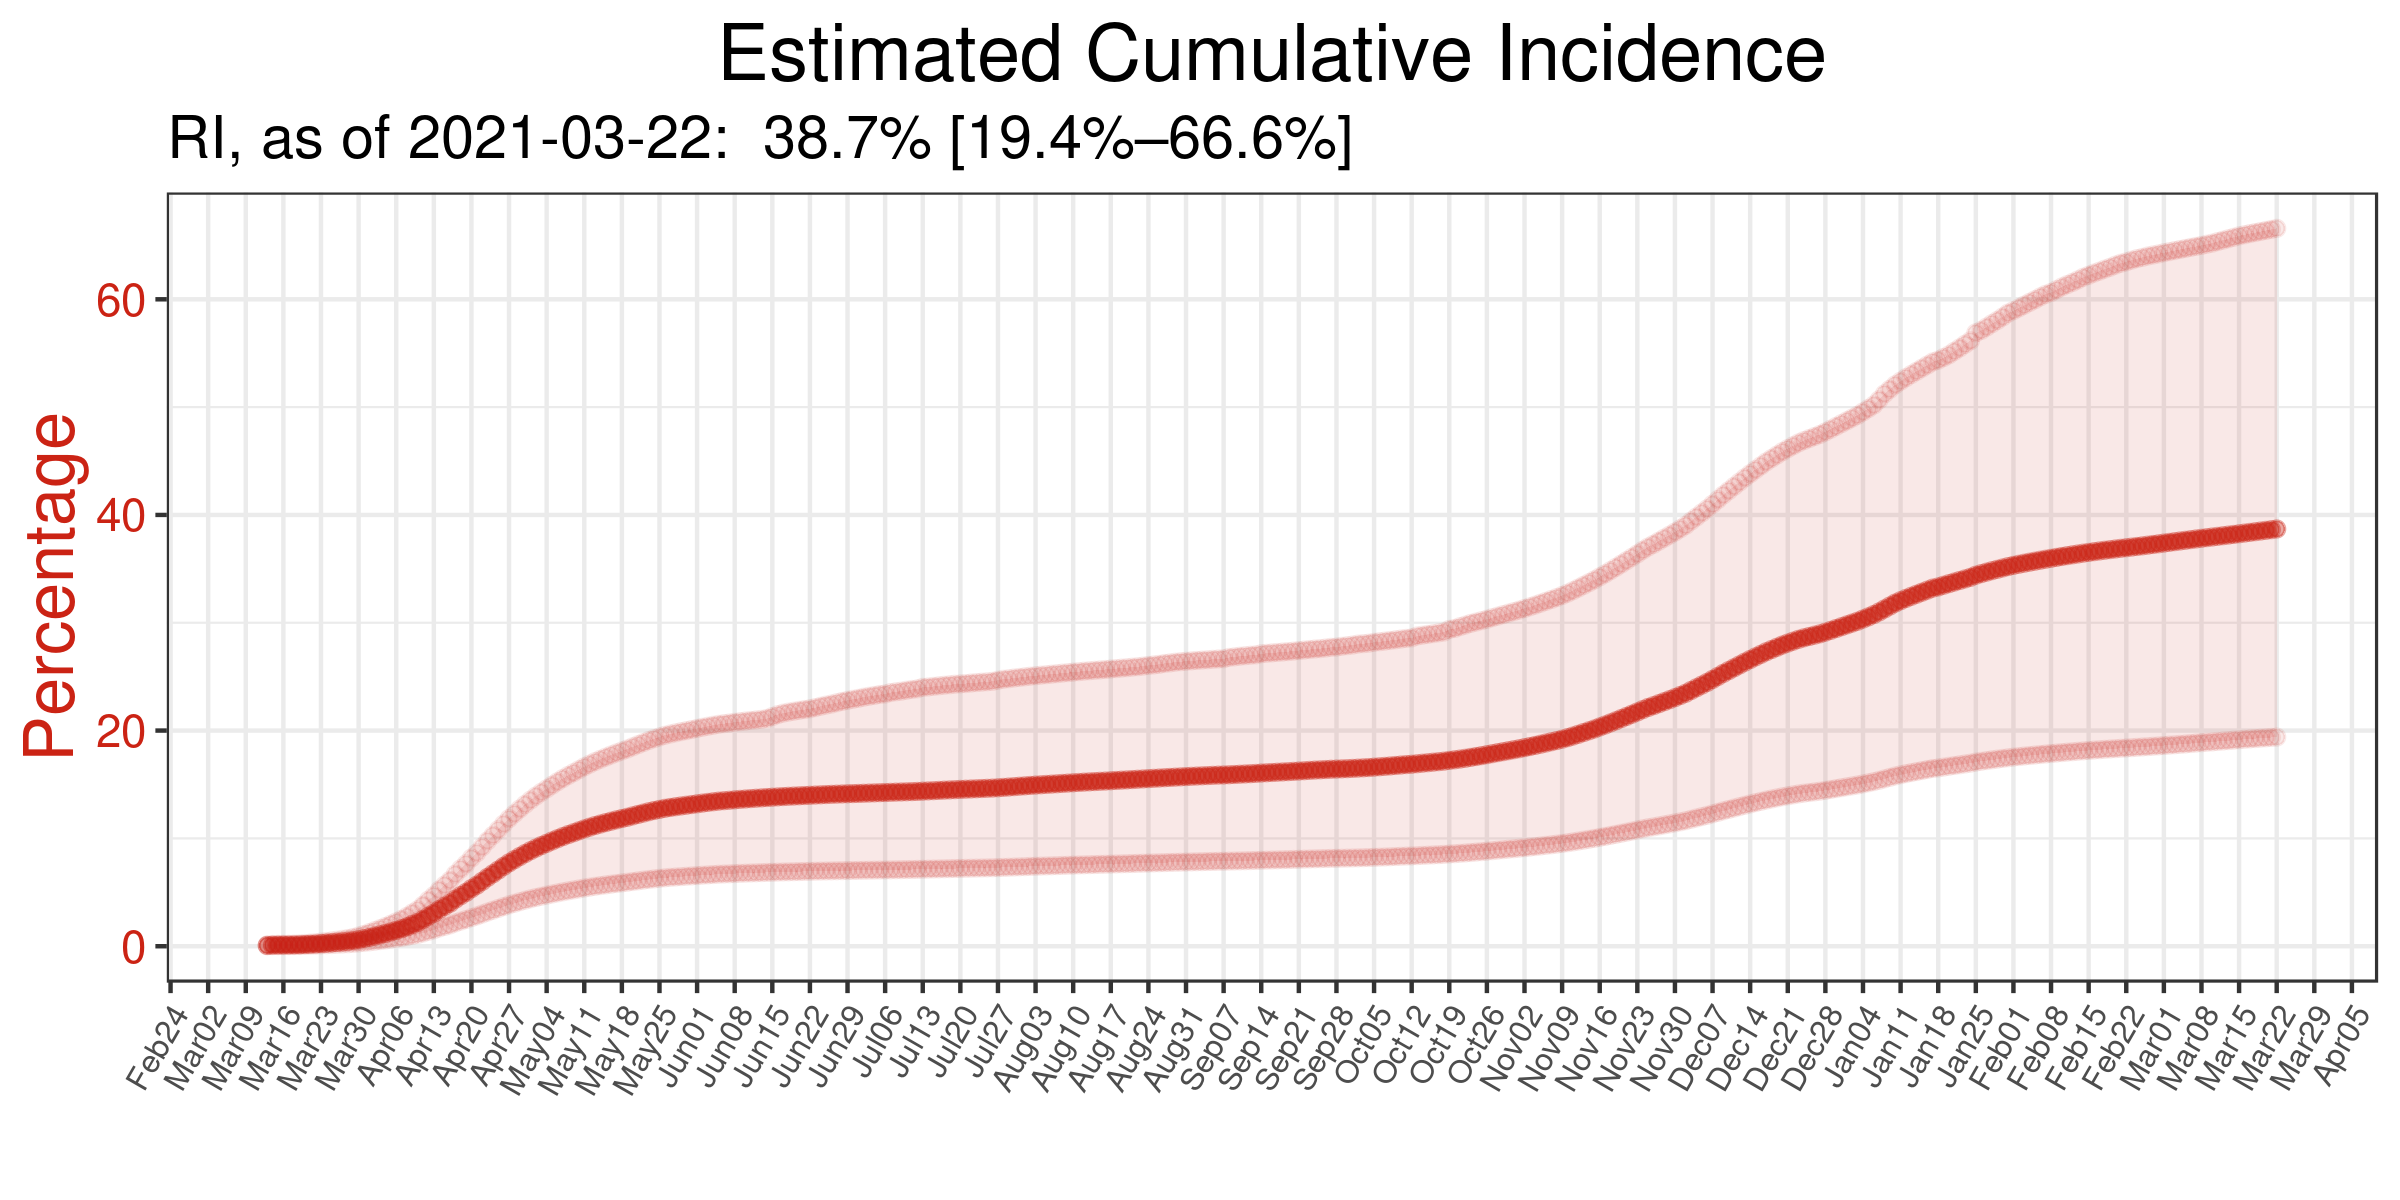 Estimated Cumulative Incidence
RI, as of 2021-03-22:  38.7% [19.4%–66.6%]
Percentage
60
40
20
0
Feb24
Mar02
Mar09
Mar16
Mar23
Mar30
Apr06
Apr13
Apr20
Apr27
May04
May11
May18
May25
Jun01
Jun08
Jun15
Jun22
Jun29
Jul06
Jul13
Jul20
Jul27
Aug03
Aug10
Aug17
Aug24
Aug31
Sep07
Sep14
Sep21
Sep28
Oct05
Oct12
Oct19
Oct26
Nov02
Nov09
Nov16
Nov23
Nov30
Dec07
Dec14
Dec21
Dec28
Jan04
Jan11
Jan18
Jan25
Feb01
Feb08
Feb15
Feb22
Mar01
Mar08
Mar15
Mar22
Mar29
Apr05